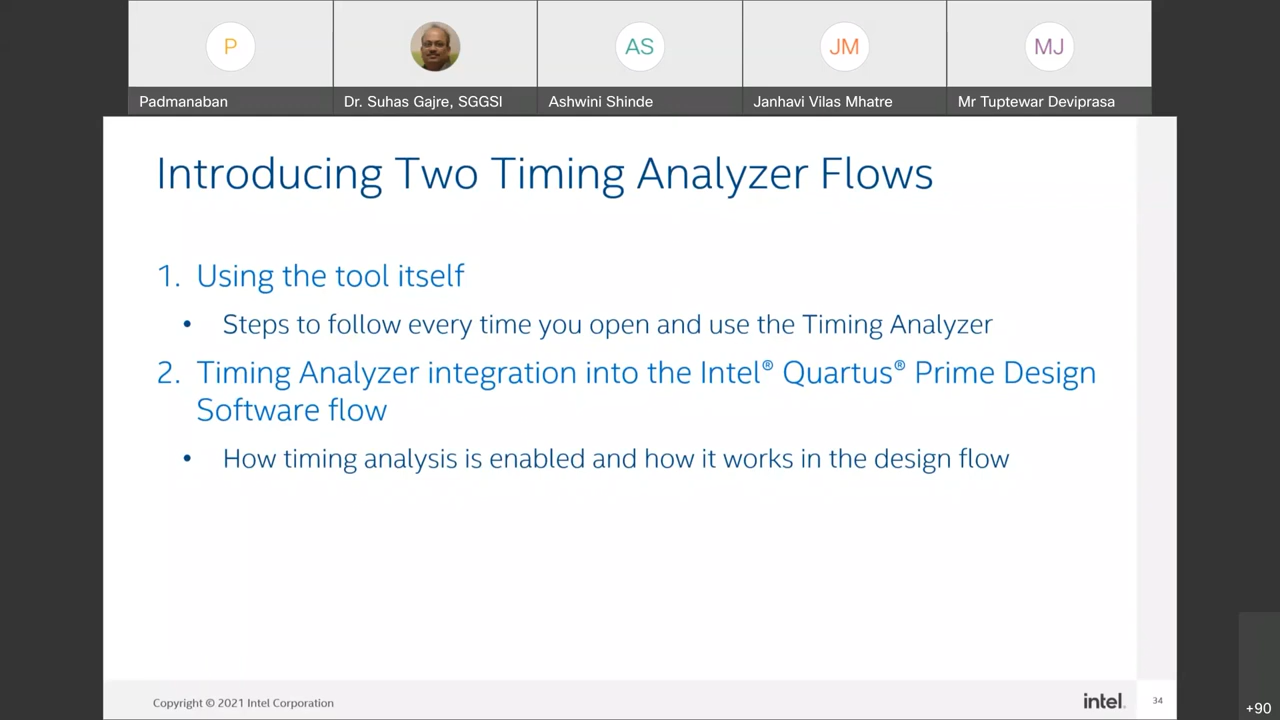 P
AS
JM
MJ
Padmanaban
Dr. Suhas Gajre, SGGSI
Ashwini Shinde
Janhavi Vilas Mhatre
Mr Tuptewar Deviprasa
Introducing Two Timing Analyzer Flows
1. Using the tool itself
• Steps to follow every time you open and use the Timing Analyzer
2. Timing Analyzer integration into the Intel® Quartus® Prime Design
Software flow
• How timing analysis is enabled and how it works in the design flow
Copyright © 2021 Intel Corporation
intel.
34
+90